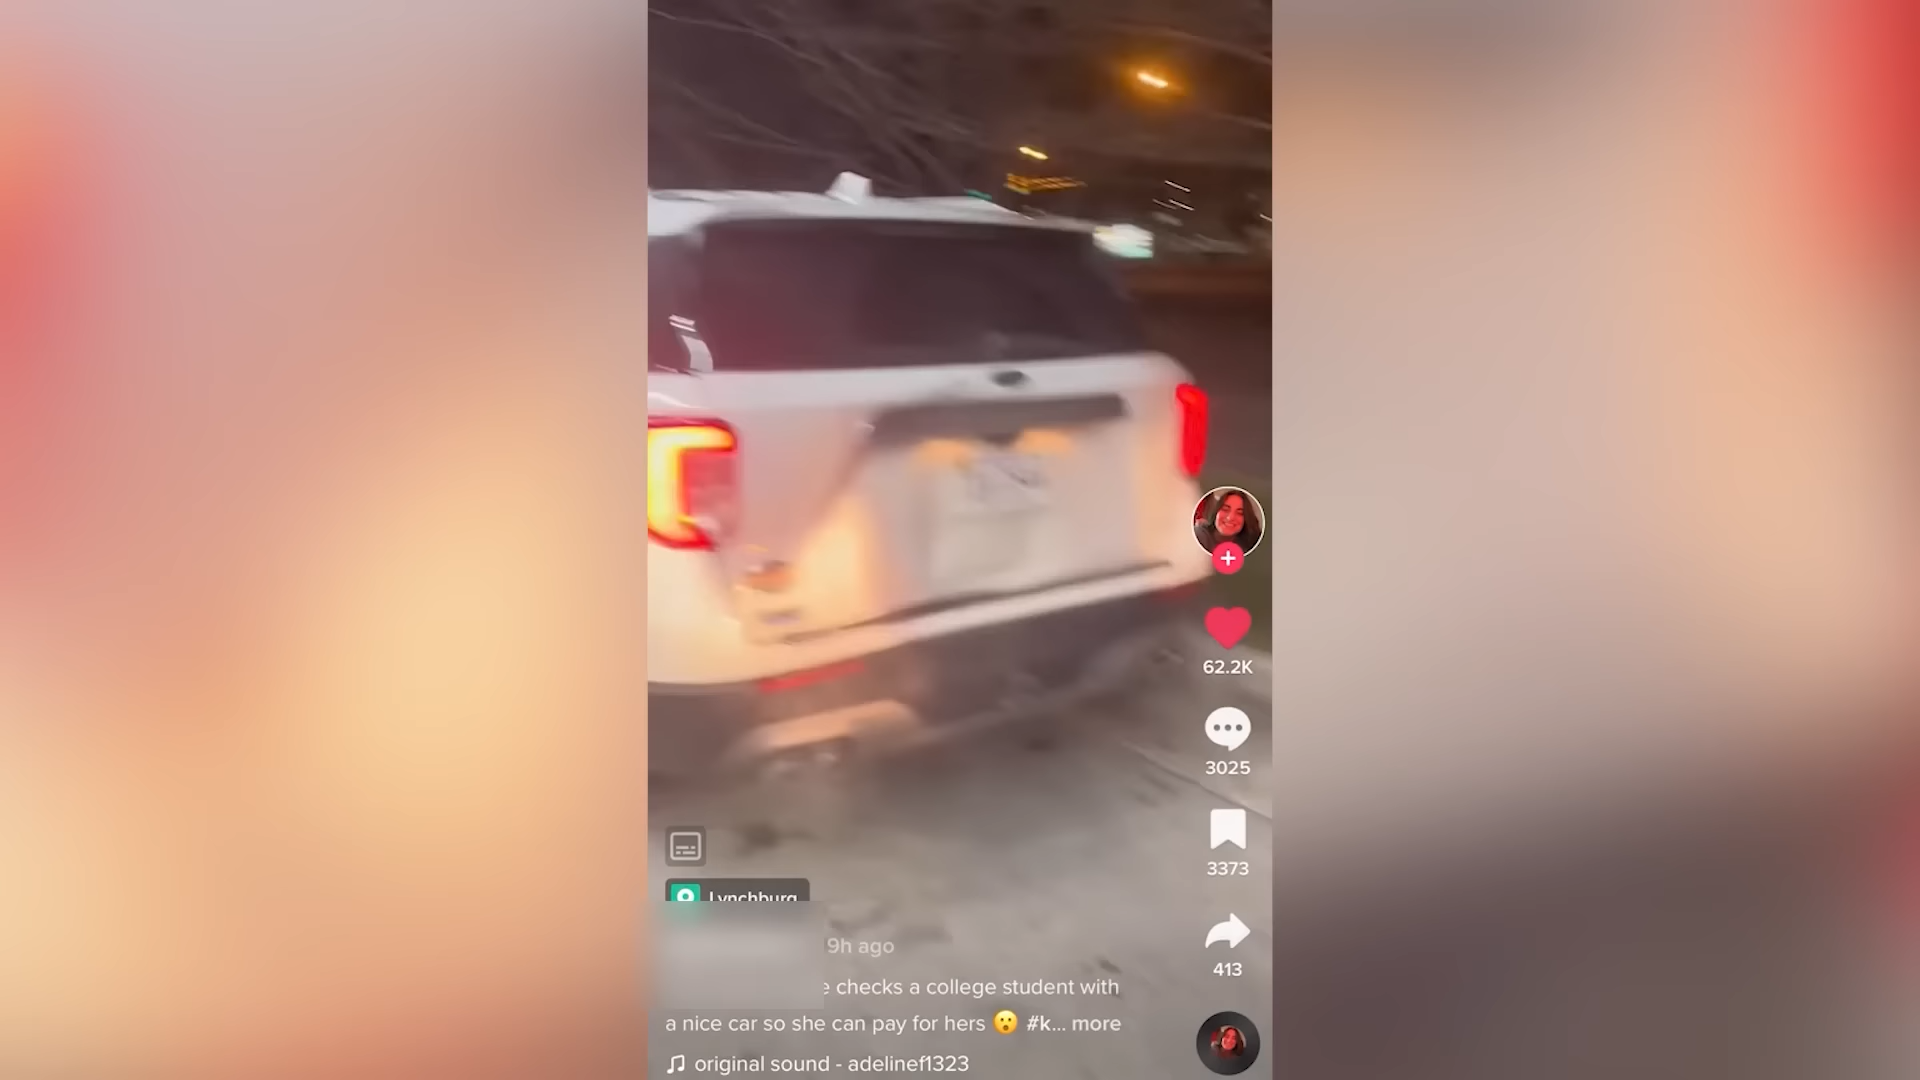 62.2K
3025
3373
413
Lynchburg
9h ago
e checks a college student with
a nice car so she can pay for hers 😮 #k... more
original sound - adelinef1323